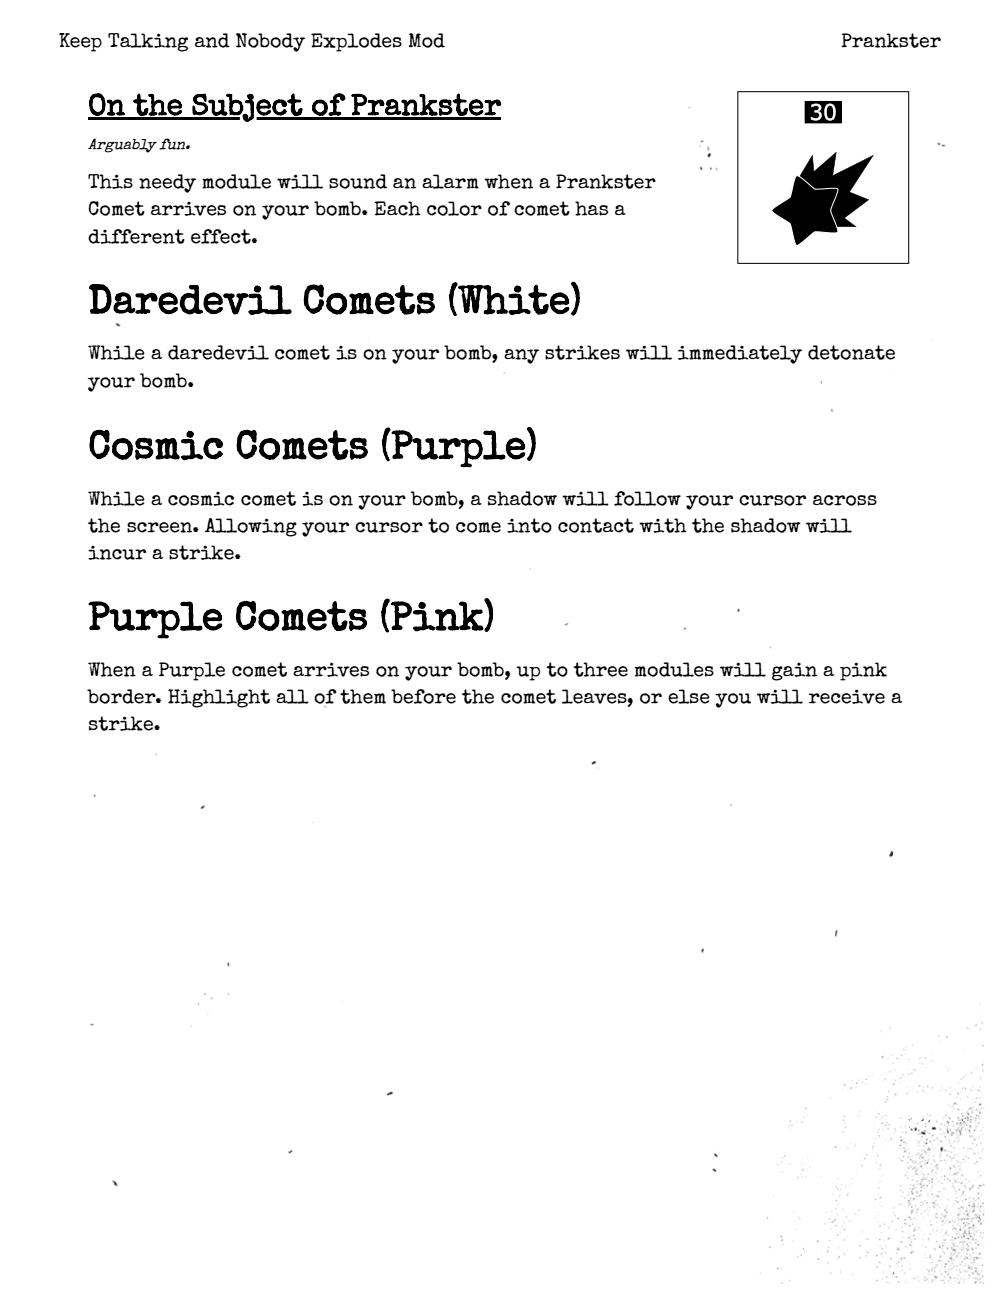 Keep Talking and Nobody Explodes Mod
Prankster
On the Subject of Prankster
30
Arguably fun.
This needy module will sound an alarm when a Prankster
Comet arrives on your bomb. Each color of comet has a
different effect.
Daredevil Comets (White)
While a daredevil comet is on your bomb, any strikes will immediately detonate
your bomb.
Cosmic Comets (Purple)
While a cosmic comet is on your bomb, a shadow will follow your cursor across
the screen. Allowing your cursor to come into contact with the shadow will
incur a strike.
Purple Comets (Pink)
When a Purple comet arrives on your bomb, up to three modules will gain a pink
border. Highlight all of them before the comet leaves, or else you will receive a
strike.